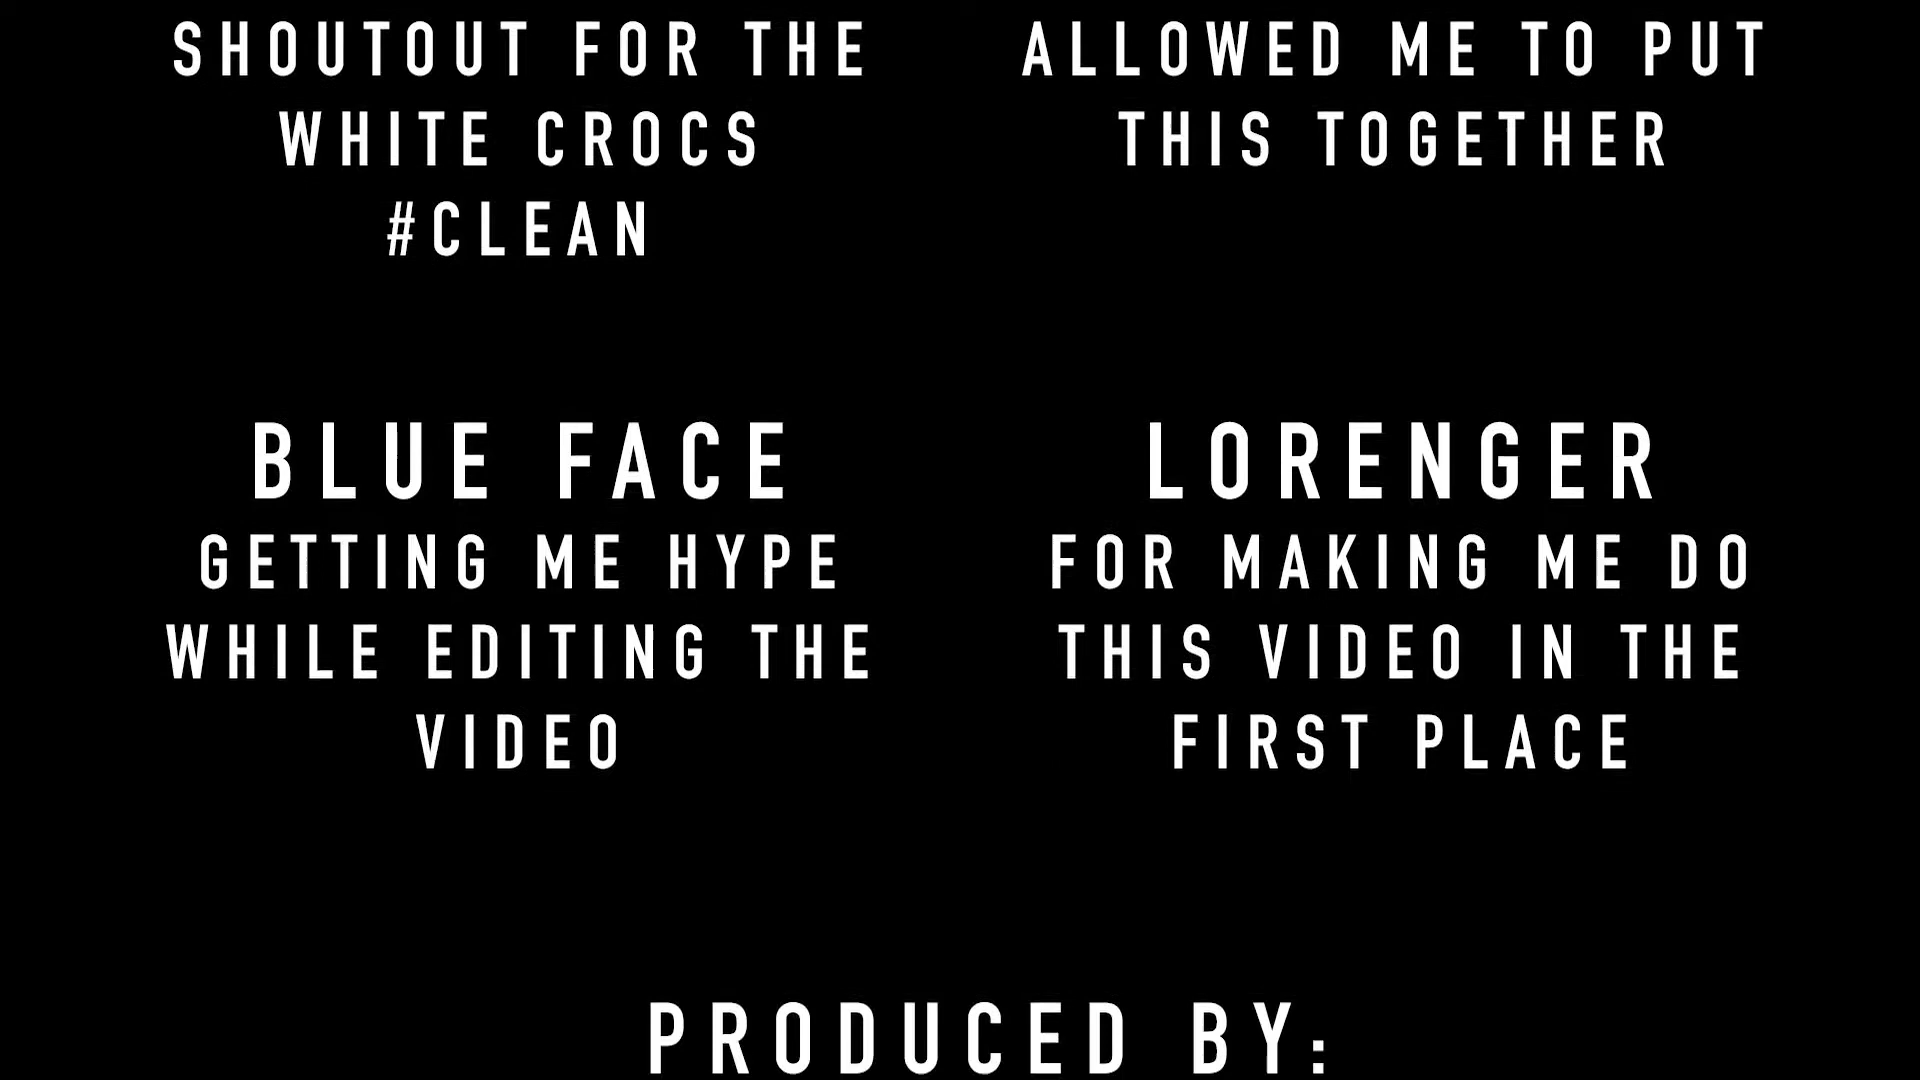 SHOUTOUT FOR THE
WHITE CROCS
#CLEAN
ALLOWED ME TO PUT
THIS TOGETHER
BLUE FACE
GETTING ME HYPE
WHILE EDITING THE
VIDEO
LORENGER
FOR MAKING ME DO
THIS VIDEO IN THE
FIRST PLACE
PRODUCED BY: